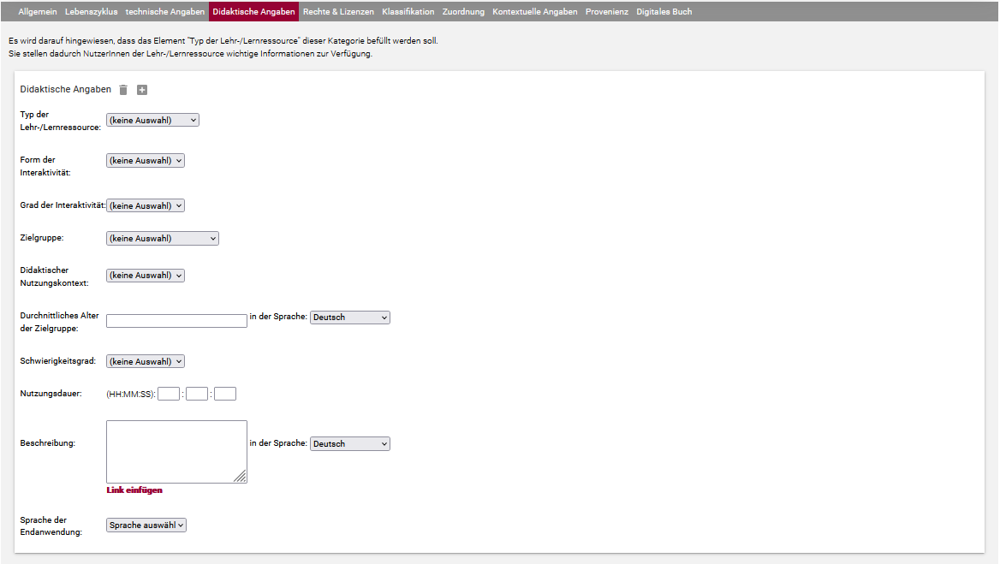 Allgemein Lebenszyklus technische Angaben Didaktische Angaben Rechte & Lizenzen Klassifikation Zuordnung Kontextuelle Angaben Provenienz Digitales Buch
Es wird darauf hingewiesen, dass das Element "Typ der Lehr-/Lernressource" dieser Kategorie befüllt werden soll.
Sie stellen dadurch NutzerInnen der Lehr-/Lernressource wichtige Informationen zur Verfügung.
Didaktische Angaben
Typ der
Lehr-/Lernressource: (keine Auswahl)
Form der
Interaktivität: (keine Auswahl)
Grad der Interaktivität: (keine Auswahl)
Zielgruppe: (keine Auswahl)
Didaktischer
Nutzungskontext: (keine Auswahl)
Durchnittliches Alter
der Zielgruppe: in der Sprache: Deutsch
Schwierigkeitsgrad: (keine Auswahl)
Nutzungsdauer: (HH:MM:SS): : :
Beschreibung: in der Sprache: Deutsch
Link einfügen
Sprache der
Endanwendung: Sprache auswähl